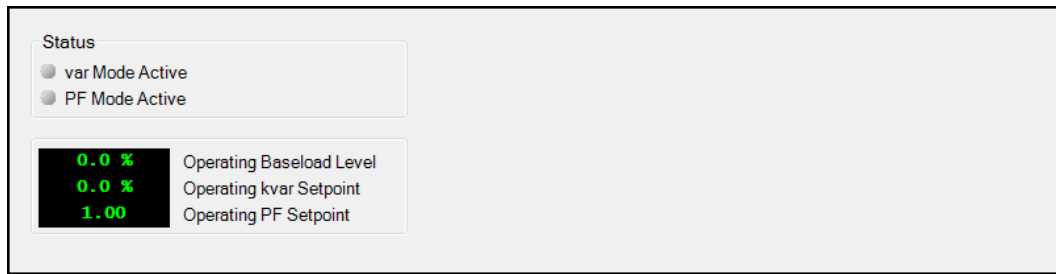 Status
var Mode Active
PF Mode Active
0.0 % Operating Baseload Level
0.0 % Operating kvar Setpoint
1.00 Operating PF Setpoint